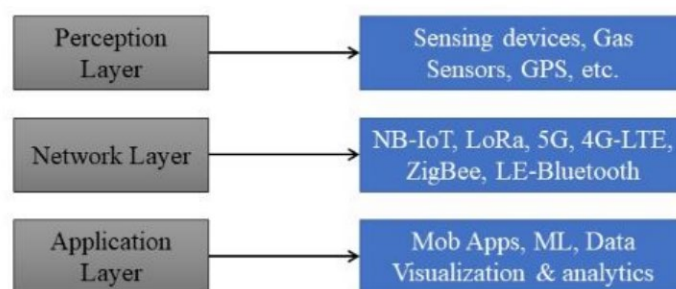 Perception
Layer
Sensing devices, Gas
Sensors, GPS, etc.
Network Layer
NB-IoT, LoRa, 5G, 4G-LTE,
ZigBee, LE-Bluetooth
Application
Layer
Mob Apps, ML, Data
Visualization & analytics